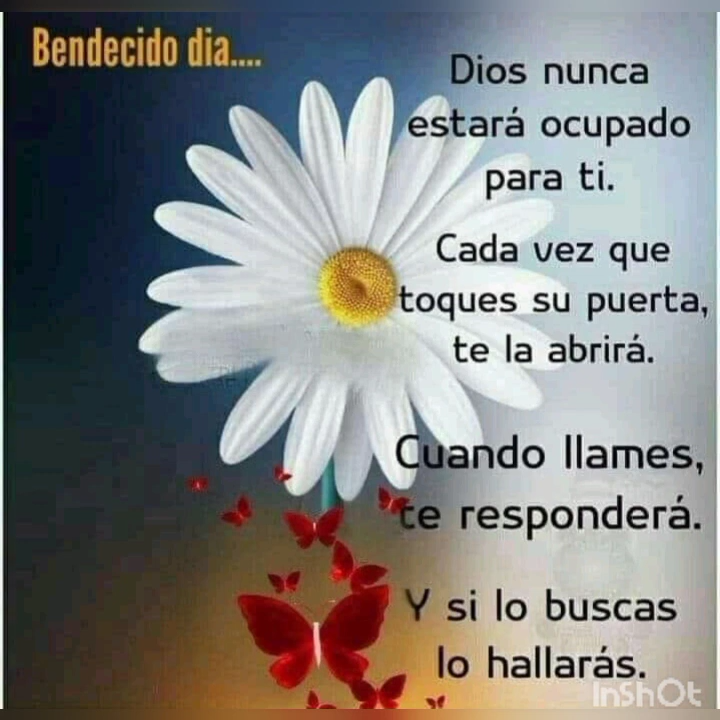 Bendecido dia....
Dios nunca
estará ocupado
para ti.
Cada vez que
toques su puerta,
te la abrirá.
Cuando llames,
te responderá.
Y si lo buscas
lo hallarás.
InShOt